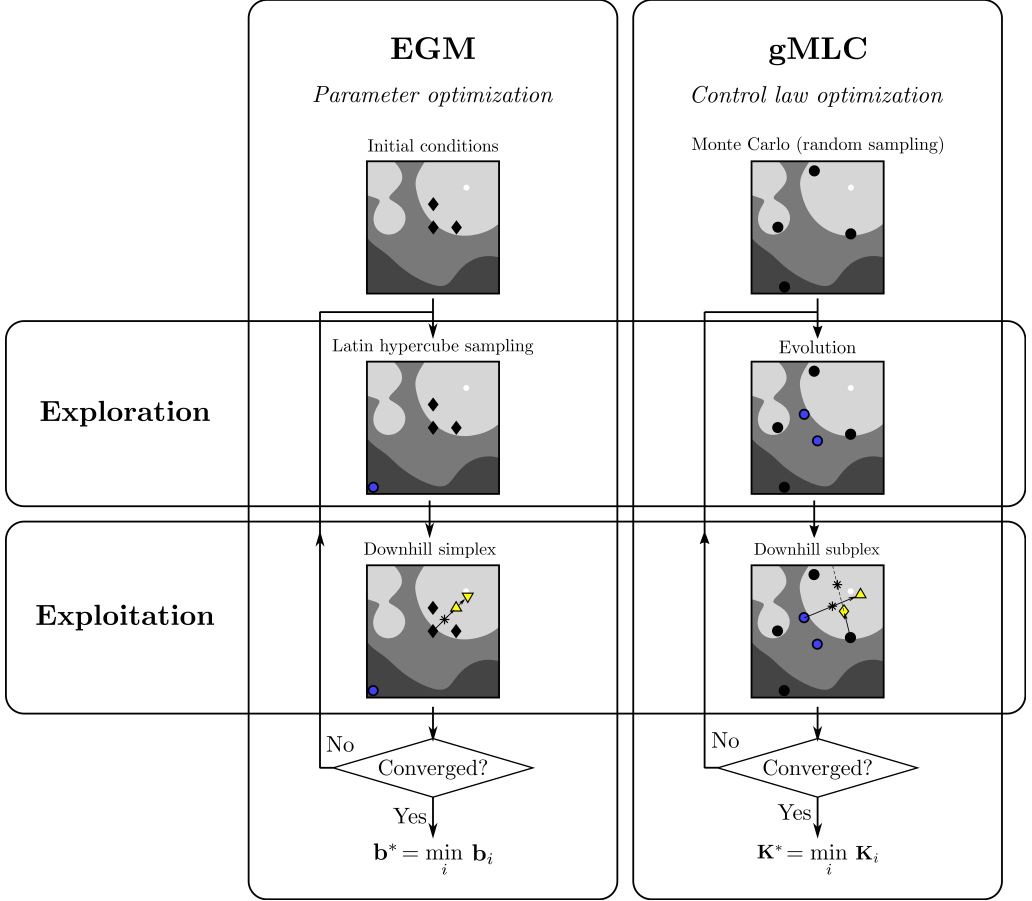 EGM
Parameter optimization
Initial conditions
gMLC
Control law optimization
Monte Carlo (random sampling)
Exploration
Latin hypercube sampling
Evolution
Exploitation
Downhill simplex
Downhill subplex
No
Converged?
Yes
b* = min b_i
i
No
Converged?
Yes
K* = min K_i
i